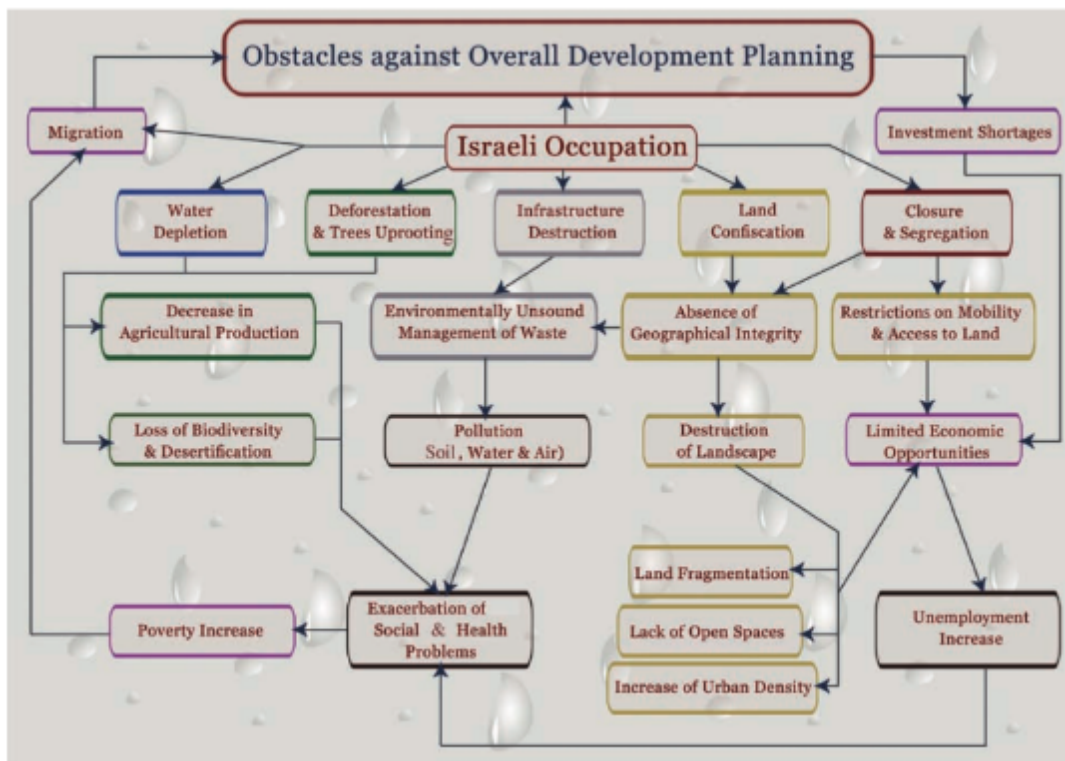 Obstacles against Overall Development Planning
Migration
Israeli Occupation
Investment Shortages
Water
Depletion
Deforestation
& Trees Uprooting
Infrastructure
Destruction
Land
Confiscation
Closure
& Segregation
Decrease in
Agricultural Production
Environmentally Unsound
Management of Waste
Absence of
Geographical Integrity
Restrictions on Mobility
& Access to Land
Loss of Biodiversity
& Desertification
Pollution
Soil, Water & Air)
Destruction
of Landscape
Limited Economic
Opportunities
Land Fragmentation
Poverty Increase
Exacerbation of
Social & Health
Problems
Lack of Open Spaces
Unemployment
Increase
Increase of Urban Density